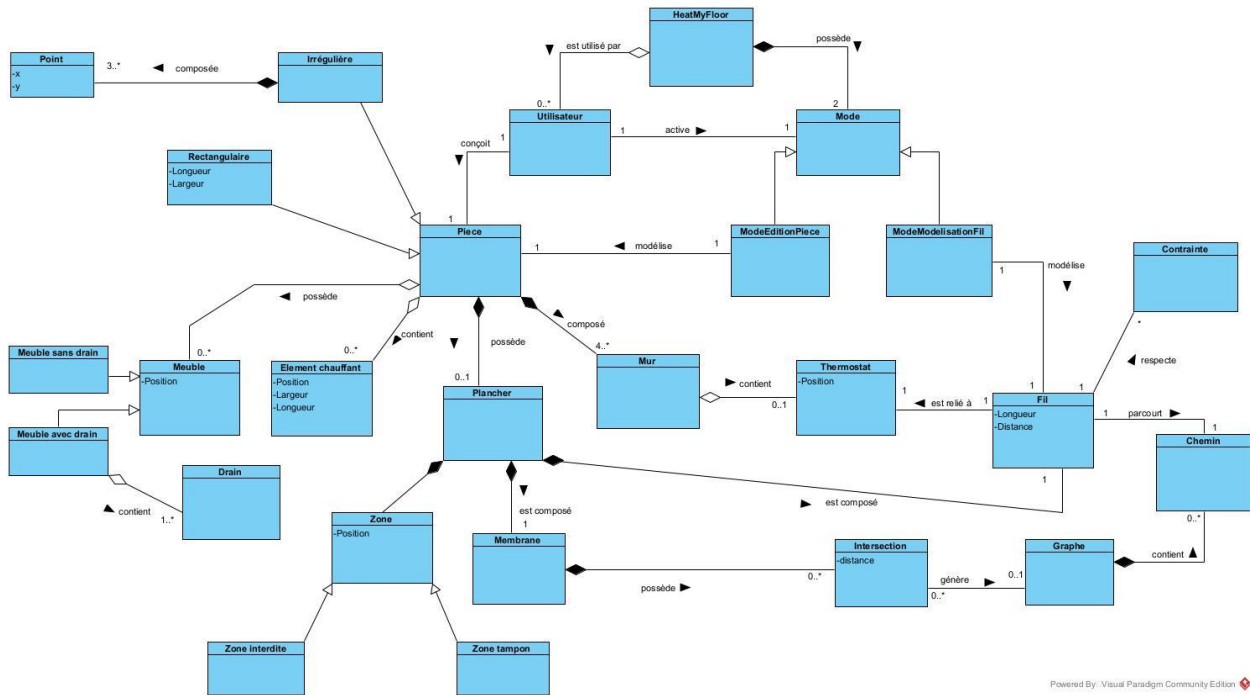 HeatMyFloor
est utilisé par
possède
0..*
2
Point
-x
-y
3..*
composée
Irrégulière
Utilisateur
1
active
1
Mode
1
conçoit
1
Rectangulaire
-Longueur
-Largeur
Piece
1
modélise
1
ModeEditionPiece
ModeModelisationFil
1
modélise
1
Contrainte
*
respecte
1
possède
0..*
contient
0..*
possède
0..1
composé
4..*
Meuble sans drain
Meuble
-Position
Element chauffant
-Position
-Largeur
-Longueur
Mur
contient
0..1
Thermostat
-Position
1
est relié à
1
Fil
-Longueur
-Distance
1
parcourt
1
Plancher
Meuble avec drain
contient
1..*
Drain
Chemin
0..*
1
est composé
est composé
1
Zone
-Position
Membrane
possède
0..*
Intersection
-distance
génère
0..*
0..1
Graphe
contient
Zone interdite
Zone tampon
Powered By Visual Paradigm Community Edition